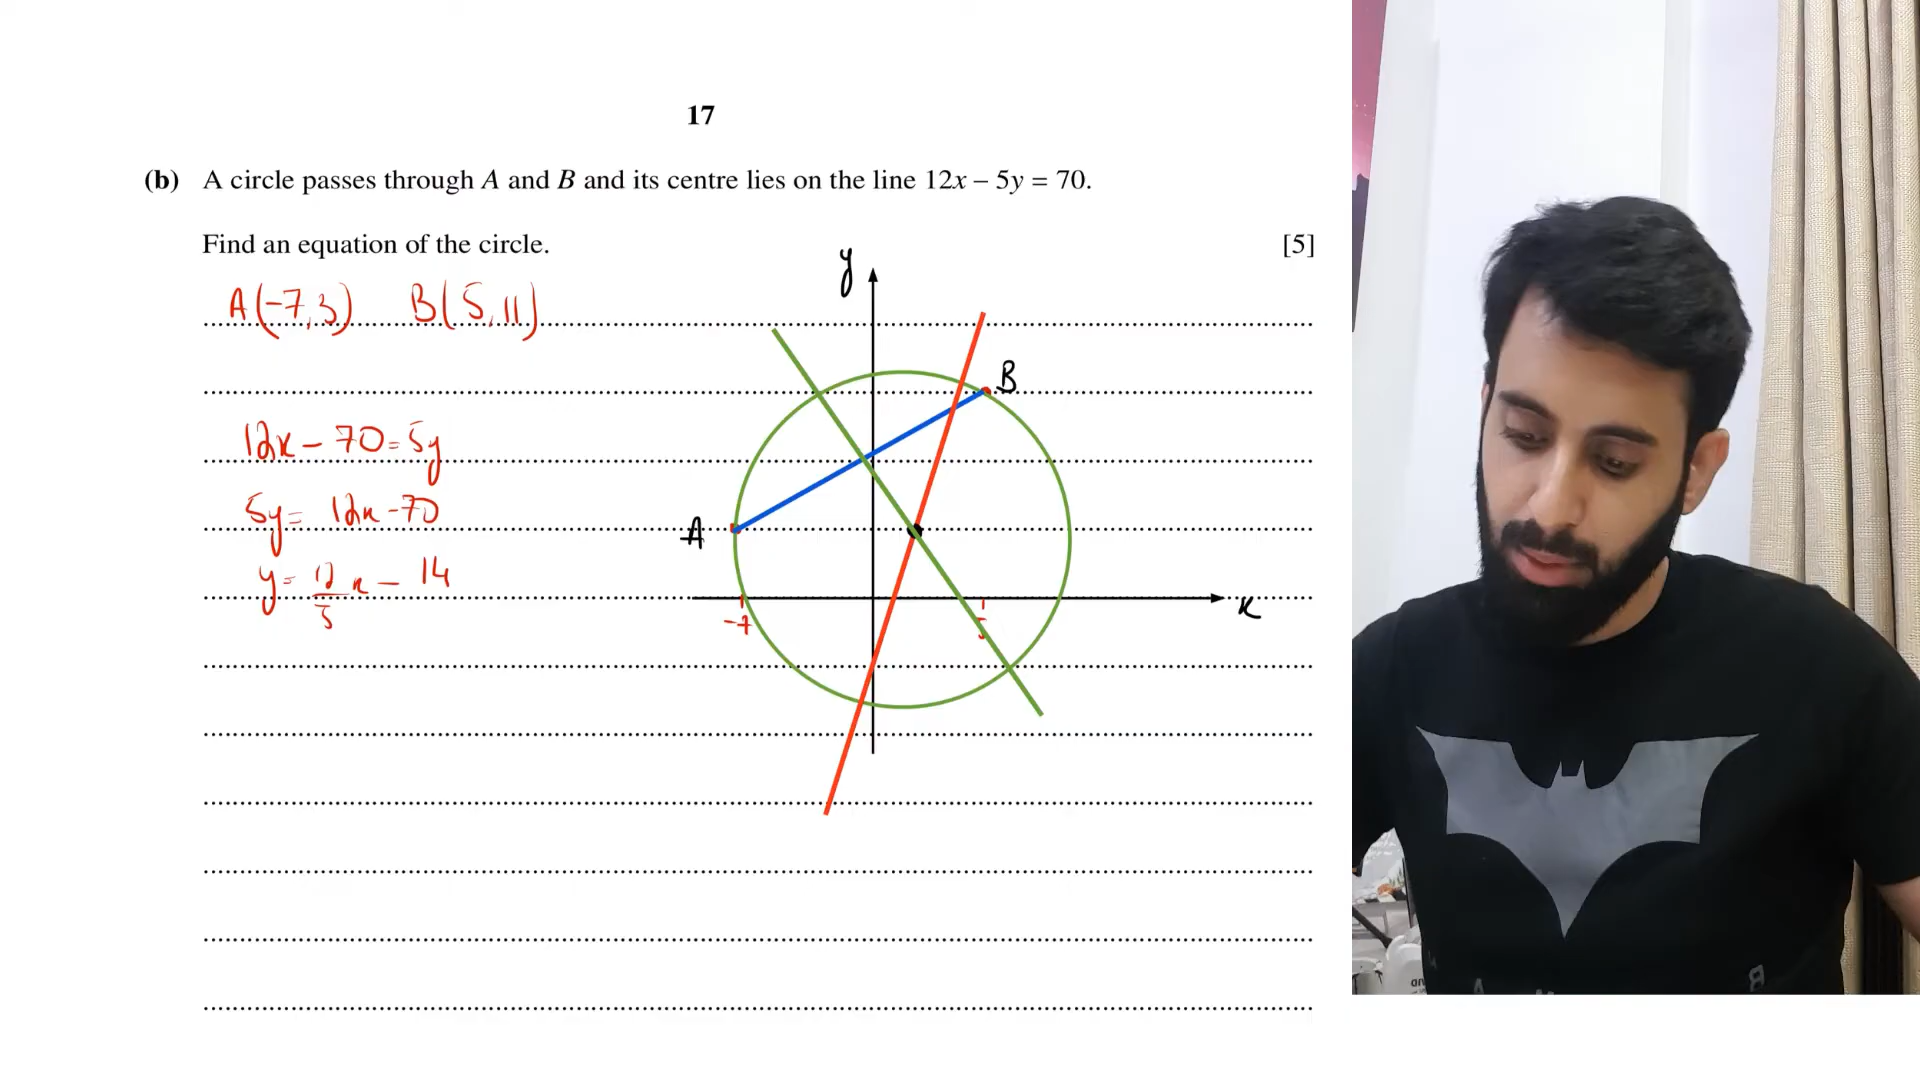 17
(b) A circle passes through A and B and its centre lies on the line 12x – 5y = 70.
Find an equation of the circle. [5]
A(-7,3) B(5,11)
12x - 70 = 5y
5y = 12x - 70
y = 12/5 x - 14
y
B
A
-7
5
x